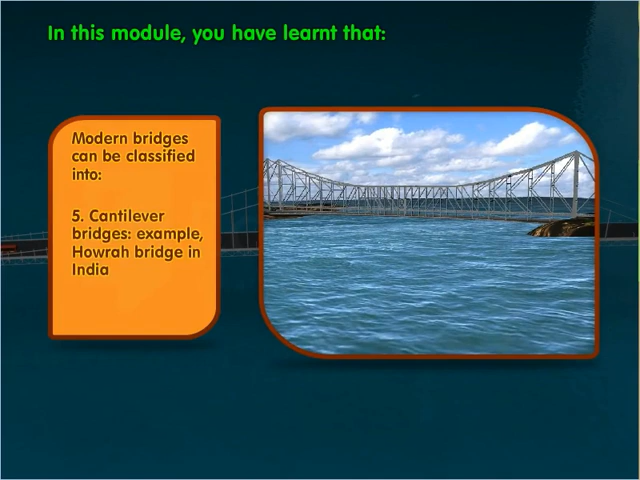 In this module, you have learnt that:
Modern bridges
can be classified
into:
5. Cantilever
bridges: example,
Howrah bridge in
India